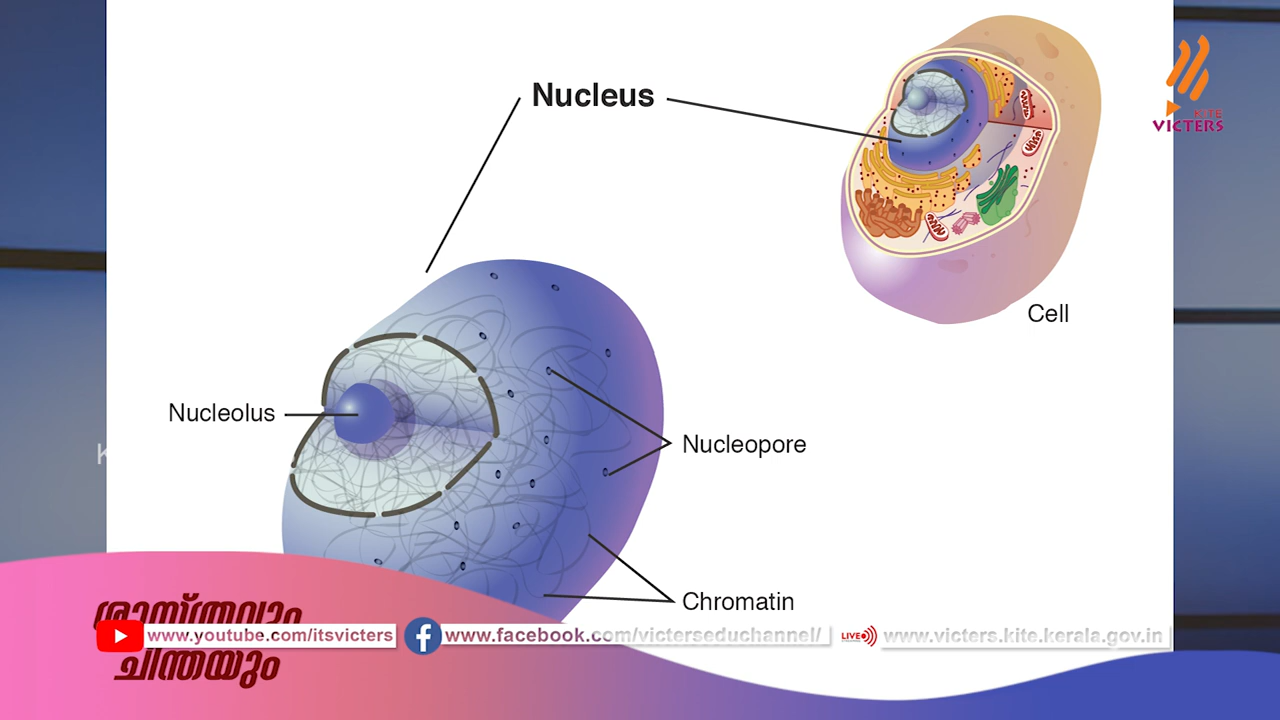 Nucleus
KITE
VICTERS
Cell
Nucleolus
Nucleopore
K
Chromatin
ശാസ്ത്രവും
ചിന്തയും
www.youtube.com/itsvicters
www.facebook.com/victerseduchannel/
LIVE
www.victers.kite.kerala.gov.in